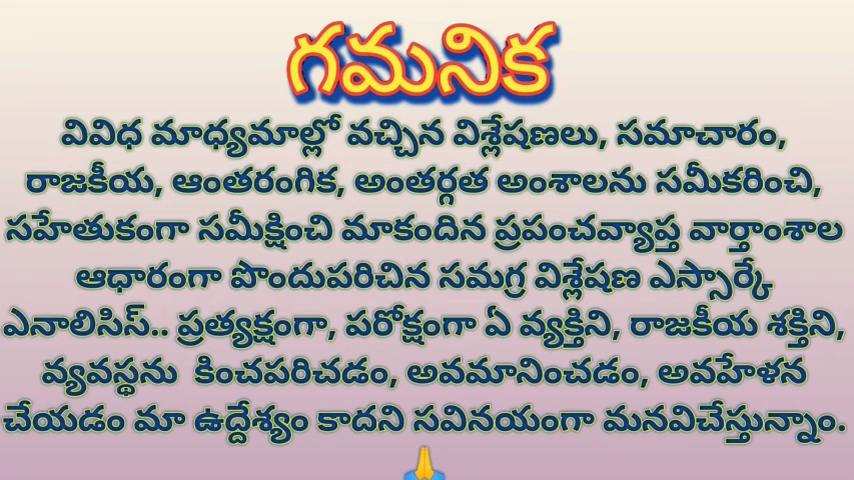 గమనిక
వివిధ మాధ్యమాల్లో వచ్చిన విశ్లేషణలు, సమాచారం,
రాజకీయ, ఆంతరంగిక, అంతర్గత అంశాలను సమీకరించి,
సహేతుకంగా సమీక్షించి మాకందిన ప్రపంచవ్యాప్త వార్తాంశాల
ఆధారంగా పొందుపరిచిన సమగ్ర విశ్లేషణ ఎస్సార్కే
ఎనాలిసిస్.. ప్రత్యక్షంగా, పరోక్షంగా ఏ వ్యక్తిని, రాజకీయ శక్తిని,
వ్యవస్థను కించపరిచడం, అవమానించడం, అవహేళన
చేయడం మా ఉద్దేశ్యం కాదని సవినయంగా మనవిచేస్తున్నాం.
🙏